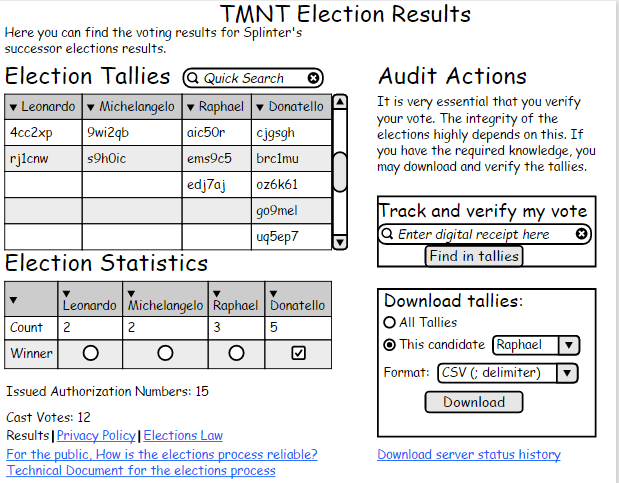 TMNT Election Results
Here you can find the voting results for Splinter's
successor elections results.
Election Tallies
Quick Search
Leonardo Michelangelo Raphael Donatello
4cc2xp 9wi2qb aic50r cjgsgh
rj1cnw s9h0ic ems9c5 brc1mu
edj7aj oz6k61
go9mel
uq5ep7
Election Statistics
Leonardo Michelangelo Raphael Donatello
Count 2 2 3 5
Winner
Issued Authorization Numbers: 15
Cast Votes: 12
Results|Privacy Policy|Elections Law
For the public, How is the elections process reliable?
Technical Document for the elections process
Audit Actions
It is very essential that you verify
your vote. The integrity of the
elections highly depends on this. If
you have the required knowledge, you
may download and verify the tallies.
Track and verify my vote
Enter digital receipt here
Find in tallies
Download tallies:
All Tallies
This candidate Raphael
Format: CSV (; delimiter)
Download
Download server status history